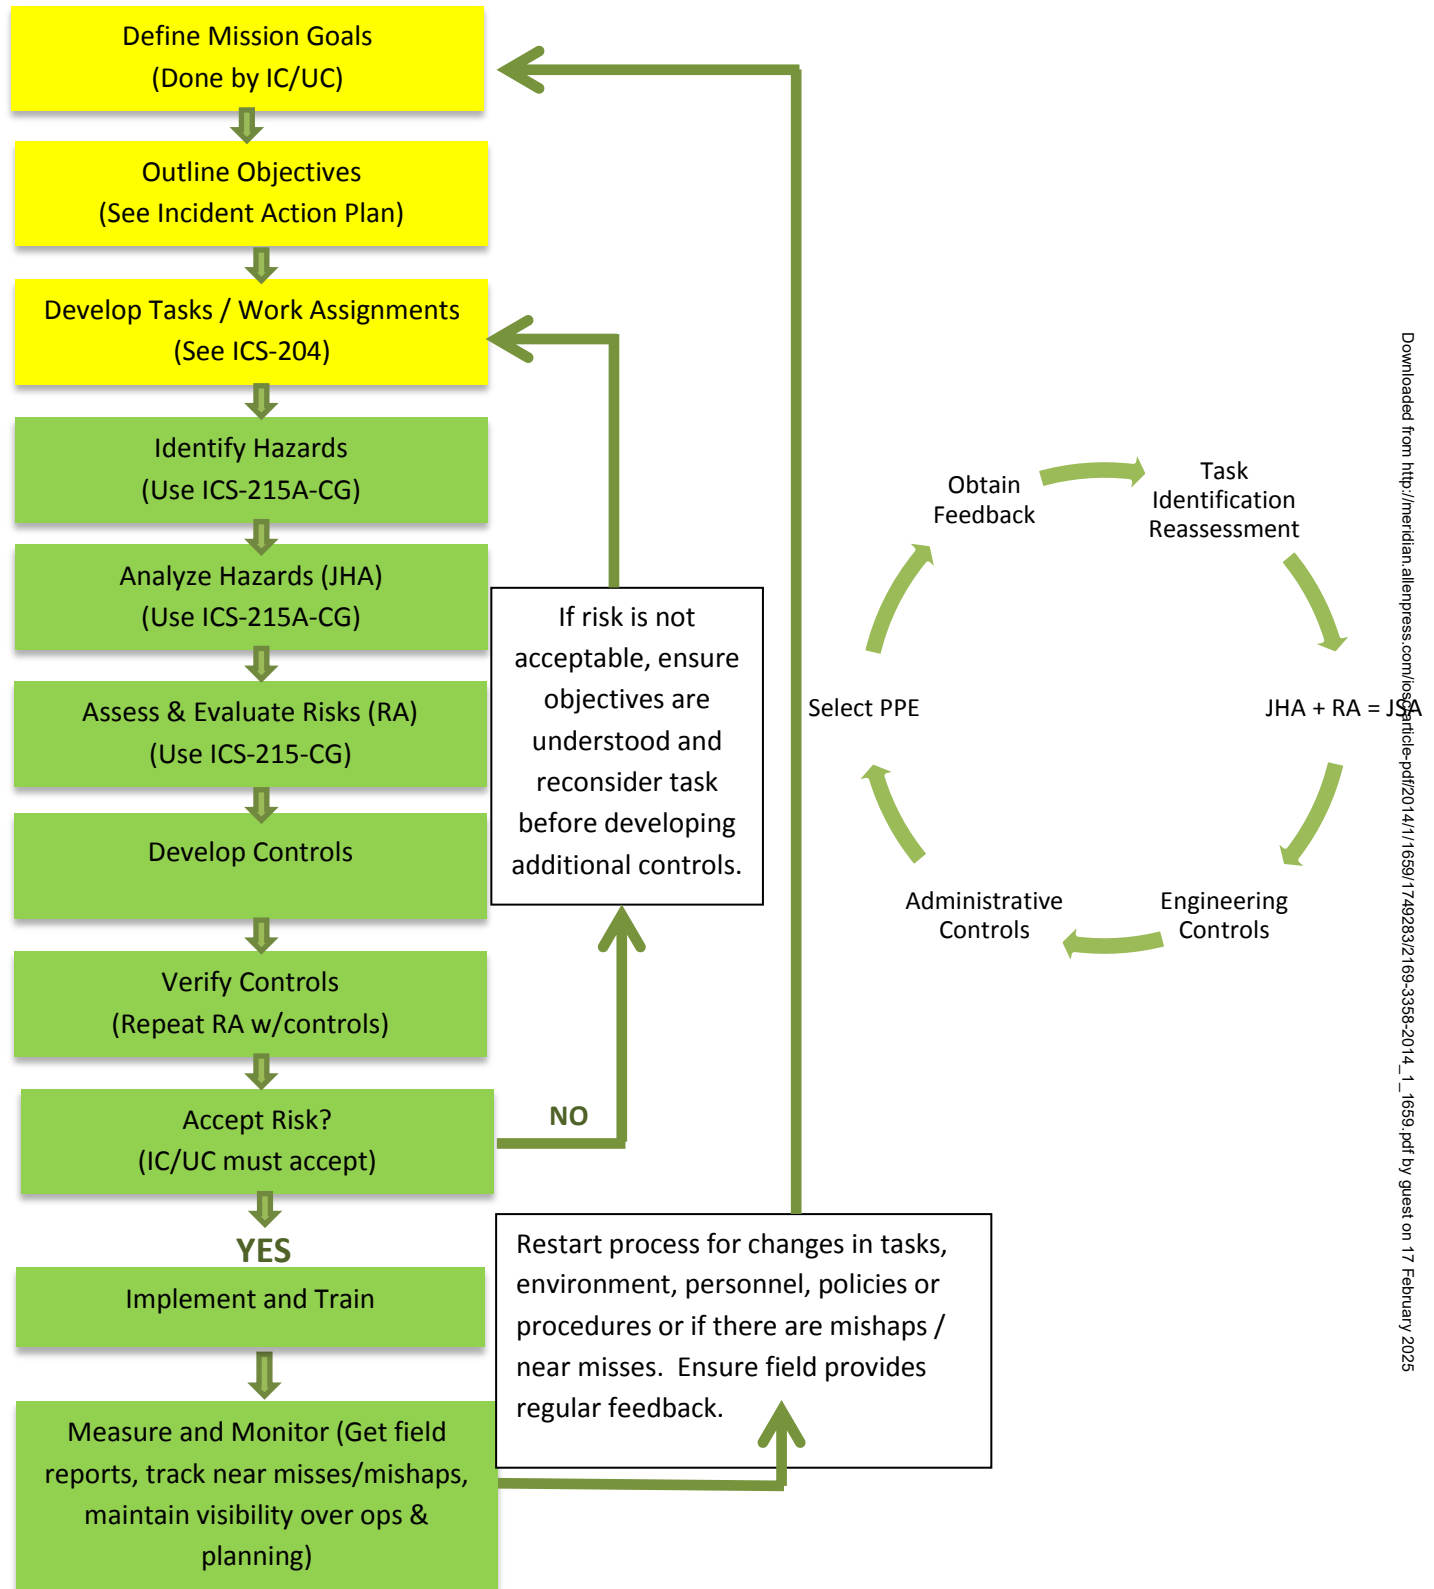 Define Mission Goals
(Done by IC/UC)
Outline Objectives
(See Incident Action Plan)
Develop Tasks / Work Assignments
(See ICS-204)
Identify Hazards
(Use ICS-215A-CG)
Analyze Hazards (JHA)
(Use ICS-215A-CG)
Assess & Evaluate Risks (RA)
(Use ICS-215-CG)
Develop Controls
Verify Controls
(Repeat RA w/controls)
Accept Risk?
(IC/UC must accept)
NO
YES
Implement and Train
Measure and Monitor (Get field
reports, track near misses/mishaps,
maintain visibility over ops &
planning)
If risk is not
acceptable, ensure
objectives are
understood and
reconsider task
before developing
additional controls.
Restart process for changes in tasks,
environment, personnel, policies or
procedures or if there are mishaps /
near misses.  Ensure field provides
regular feedback.
Obtain
Feedback
Task
Identification
Reassessment
JHA + RA = JSA
Engineering
Controls
Administrative
Controls
Select PPE
Downloaded from http://meridian.allenpress.com/iosc/article-pdf/2014/1/1659/1749283/2169-3358-2014_1_1659.pdf by guest on 17 February 2025